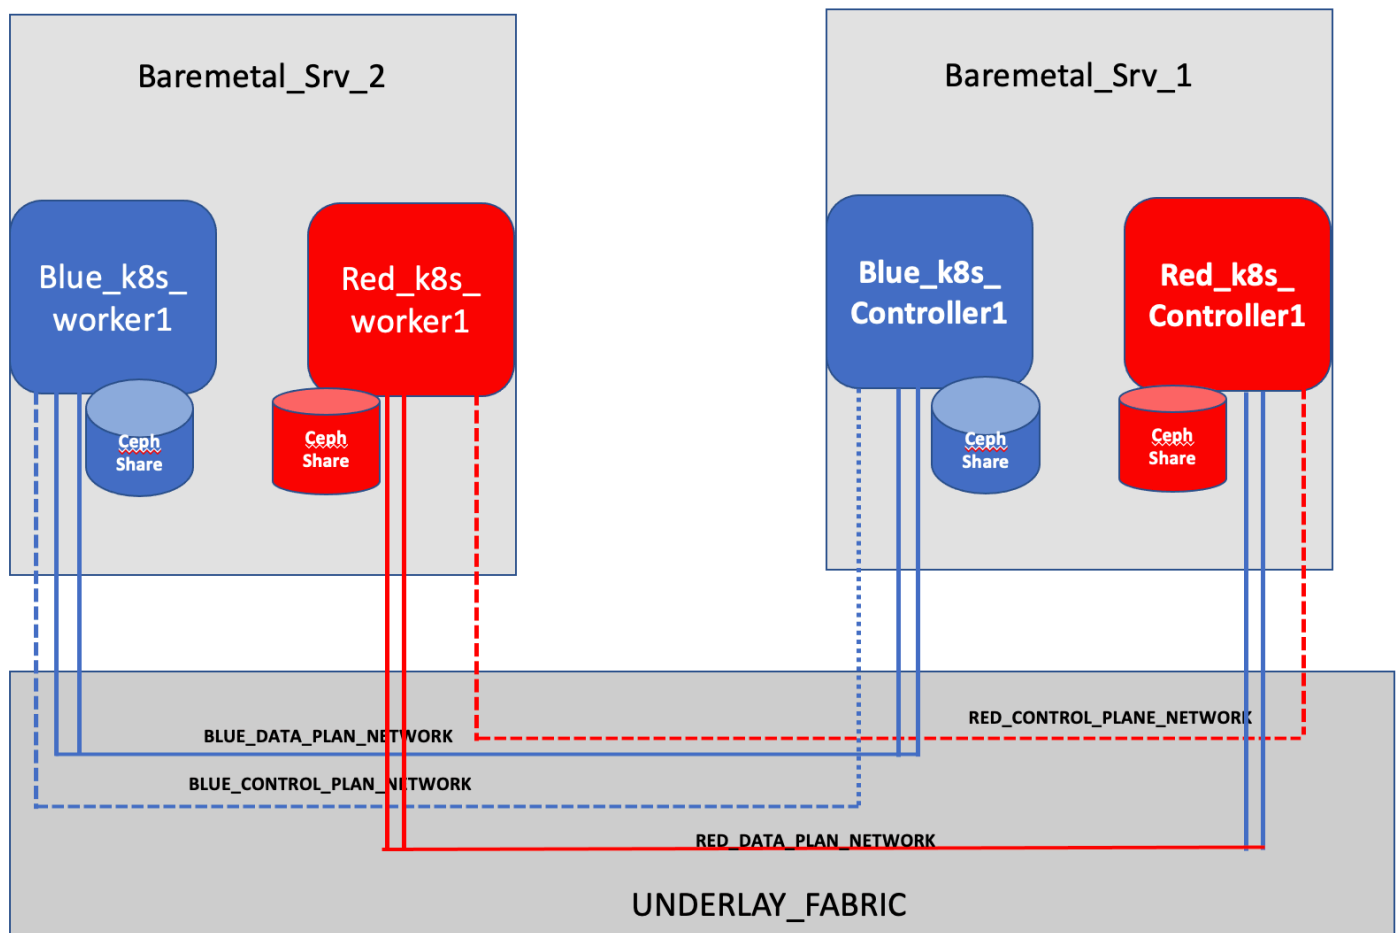 Baremetal_Srv_2
Baremetal_Srv_1
Blue_k8s_
worker1
Red_k8s_
worker1
Blue_k8s_
Controller1
Red_k8s_
Controller1
Ceph
Share
Ceph
Share
Ceph
Share
Ceph
Share
RED_CONTROL_PLANE_NETWORK
BLUE_DATA_PLAN_NETWORK
BLUE_CONTROL_PLAN_NETWORK
RED_DATA_PLAN_NETWORK
UNDERLAY_FABRIC